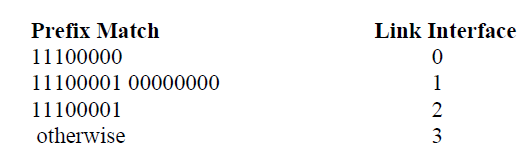 Prefix Match Link Interface
11100000 0
11100001 00000000 1
11100001 2
otherwise 3